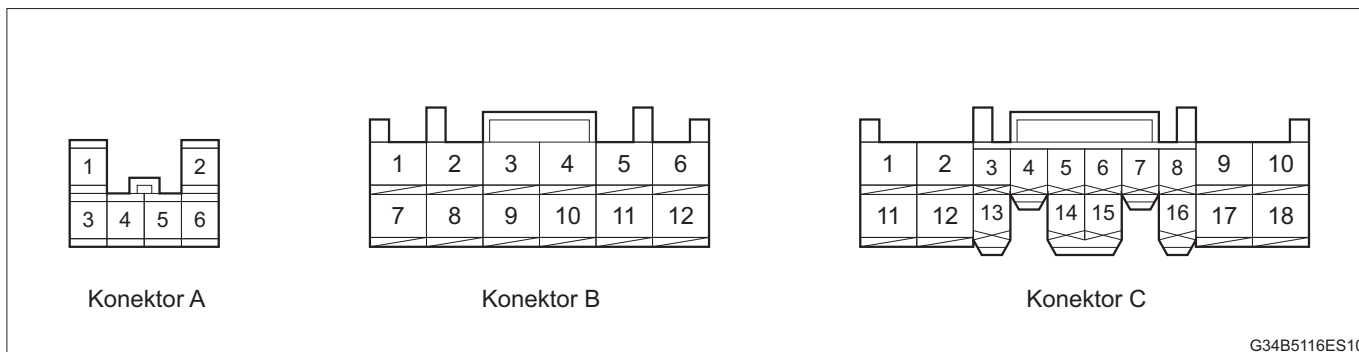 1 2
3 4 5 6
Konektor A
1 2 3 4 5 6
7 8 9 10 11 12
Konektor B
1 2 3 4 5 6 7 8 9 10
11 12 13 14 15 16 17 18
Konektor C
G34B5116ES10